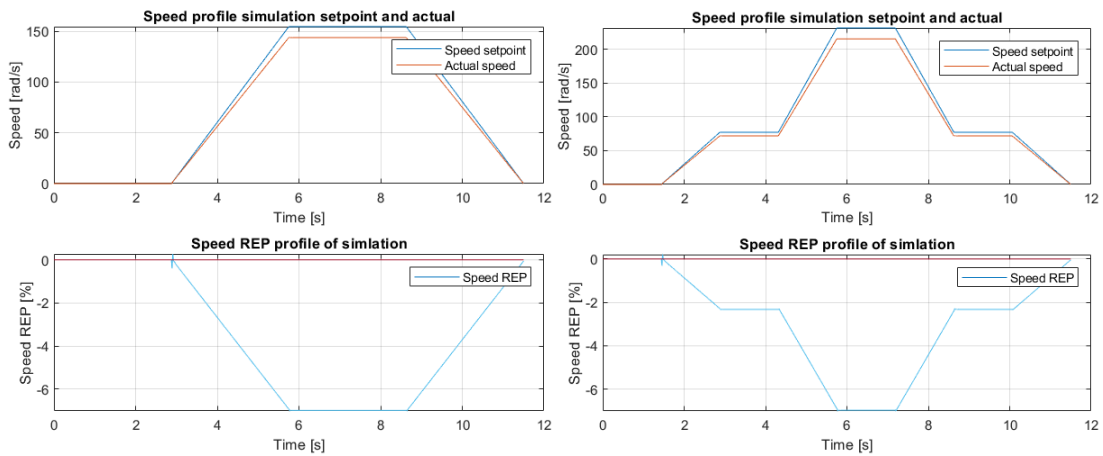 Speed profile simulation setpoint and actual
150
100
50
0
Speed [rad/s]
Speed setpoint
Actual speed
0 2 4 6 8 10 12
Time [s]
Speed profile simulation setpoint and actual
200
150
100
50
0
Speed [rad/s]
Speed setpoint
Actual speed
0 2 4 6 8 10 12
Time [s]
Speed REP profile of simlation
0
-2
-4
-6
Speed REP [%]
Speed REP
0 2 4 6 8 10 12
Time [s]
Speed REP profile of simlation
0
-2
-4
-6
Speed REP [%]
Speed REP
0 2 4 6 8 10 12
Time [s]